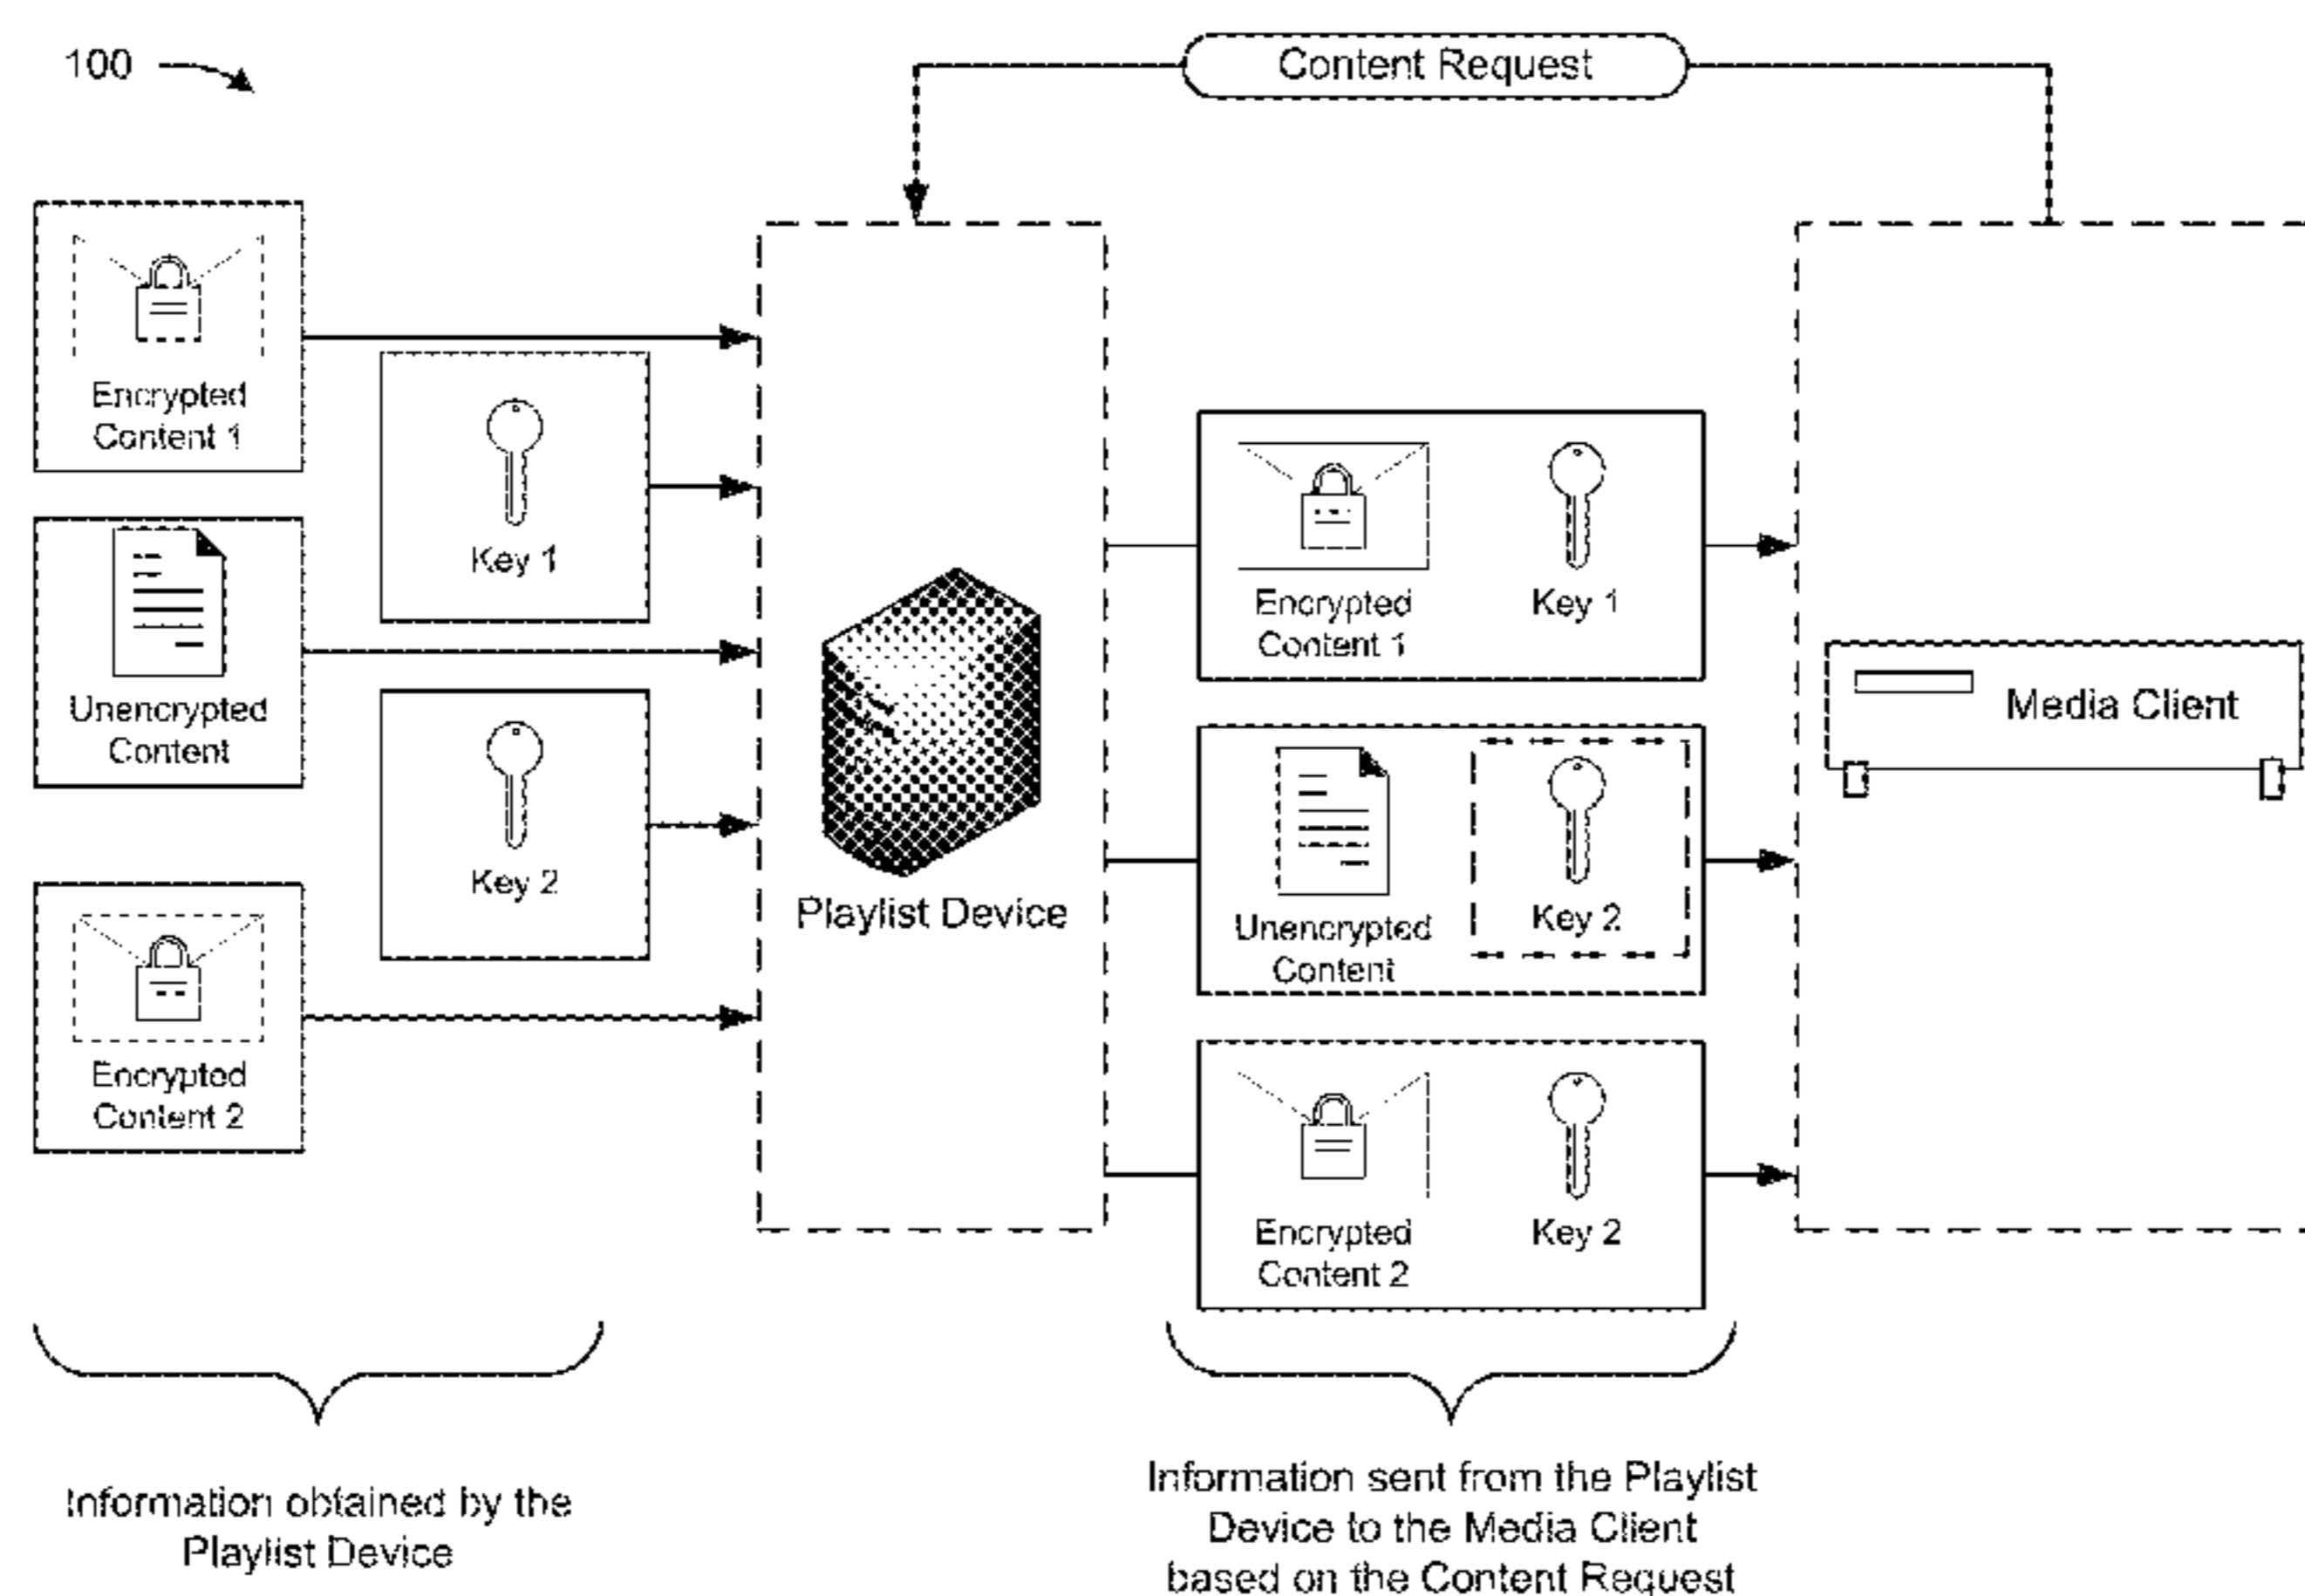 100
Content Request
Encrypted
Content 1
Key 1
Unencrypted
Content
Key 2
Encrypted
Content 2
Playlist Device
Encrypted
Content 1
Key 1
Unencrypted
Content
Key 2
Encrypted
Content 2
Key 2
Media Client
Information obtained by the
Playlist Device
Information sent from the Playlist
Device to the Media Client
based on the Content Request